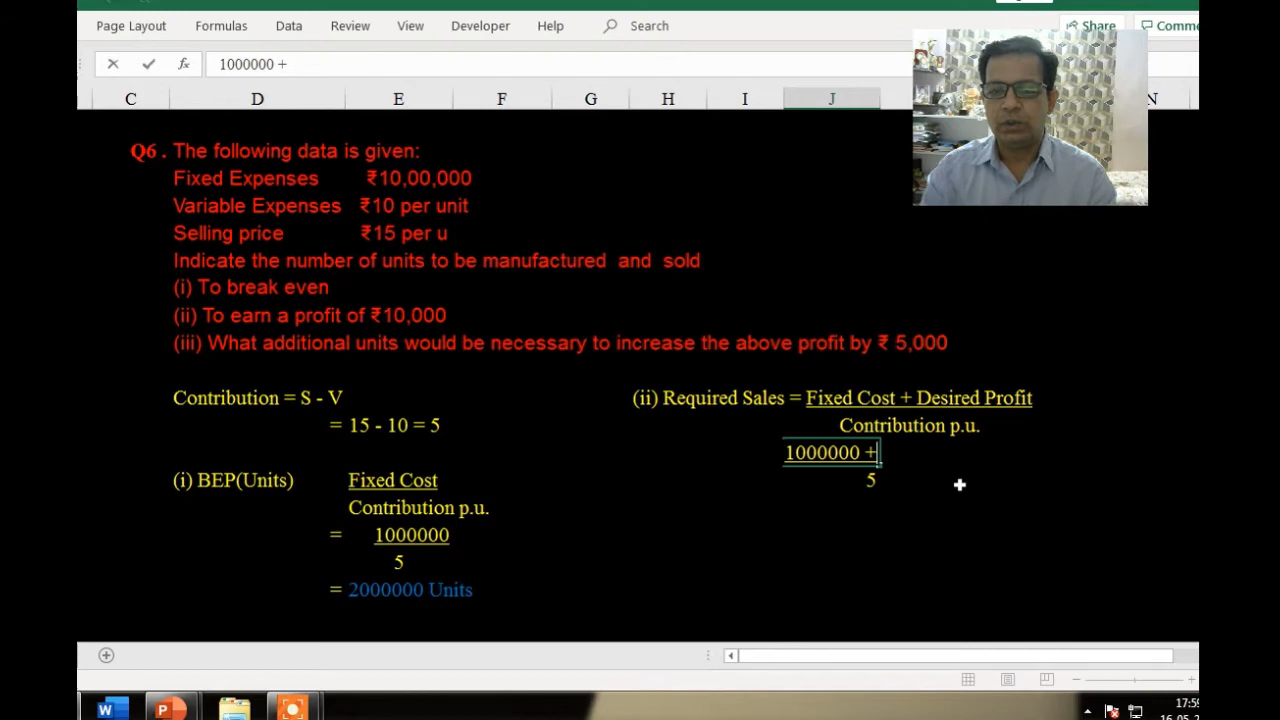 Page Layout Formulas Data Review View Developer Help Search Share Comme
fx 1000000 +
C D E F G H I J N
Q6 . The following data is given:
Fixed Expenses ₹10,00,000
Variable Expenses ₹10 per unit
Selling price ₹15 per u
Indicate the number of units to be manufactured and sold
(i) To break even
(ii) To earn a profit of ₹10,000
(iii) What additional units would be necessary to increase the above profit by ₹ 5,000
Contribution = S - V
= 15 - 10 = 5
(i) BEP(Units) Fixed Cost
Contribution p.u.
= 1000000
5
= 2000000 Units
(ii) Required Sales = Fixed Cost + Desired Profit
Contribution p.u.
1000000 +
5
17:59